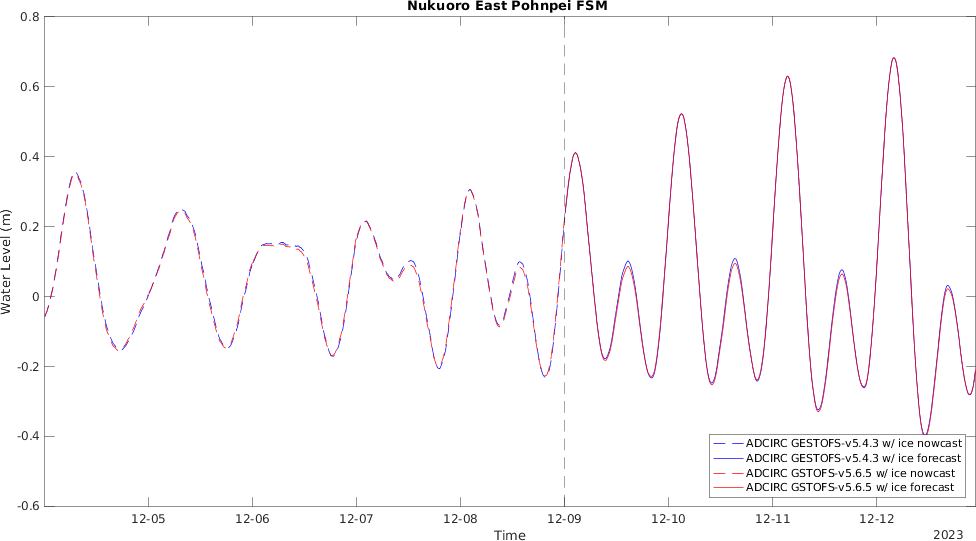 Nukuoro East Pohnpei FSM
0.8
0.6
0.4
0.2
0
-0.2
-0.4
-0.6
Water Level (m)
12-05 12-06 12-07 12-08 12-09 12-10 12-11 12-12
Time
2023
ADCIRC GESTOFS-v5.4.3 w/ ice nowcast
ADCIRC GESTOFS-v5.4.3 w/ ice forecast
ADCIRC GSTOFS-v5.6.5 w/ ice nowcast
ADCIRC GSTOFS-v5.6.5 w/ ice forecast